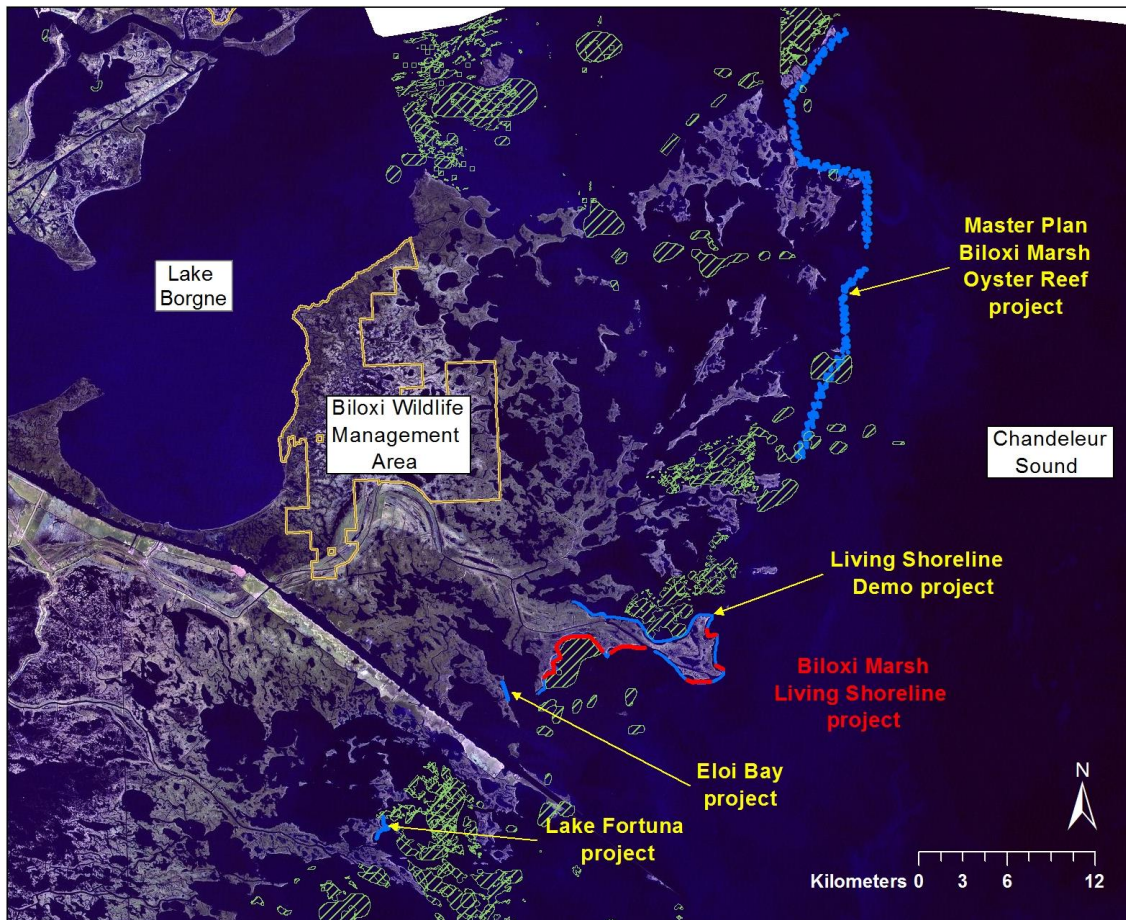 Master Plan
Biloxi Marsh
Oyster Reef
project
Lake
Borgne
Biloxi Wildlife
Management
Area
Chandeleur
Sound
Living Shoreline
Demo project
Biloxi Marsh
Living Shoreline
project
Eloi Bay
project
Lake Fortuna
project
N
Kilometers 0 3 6 12